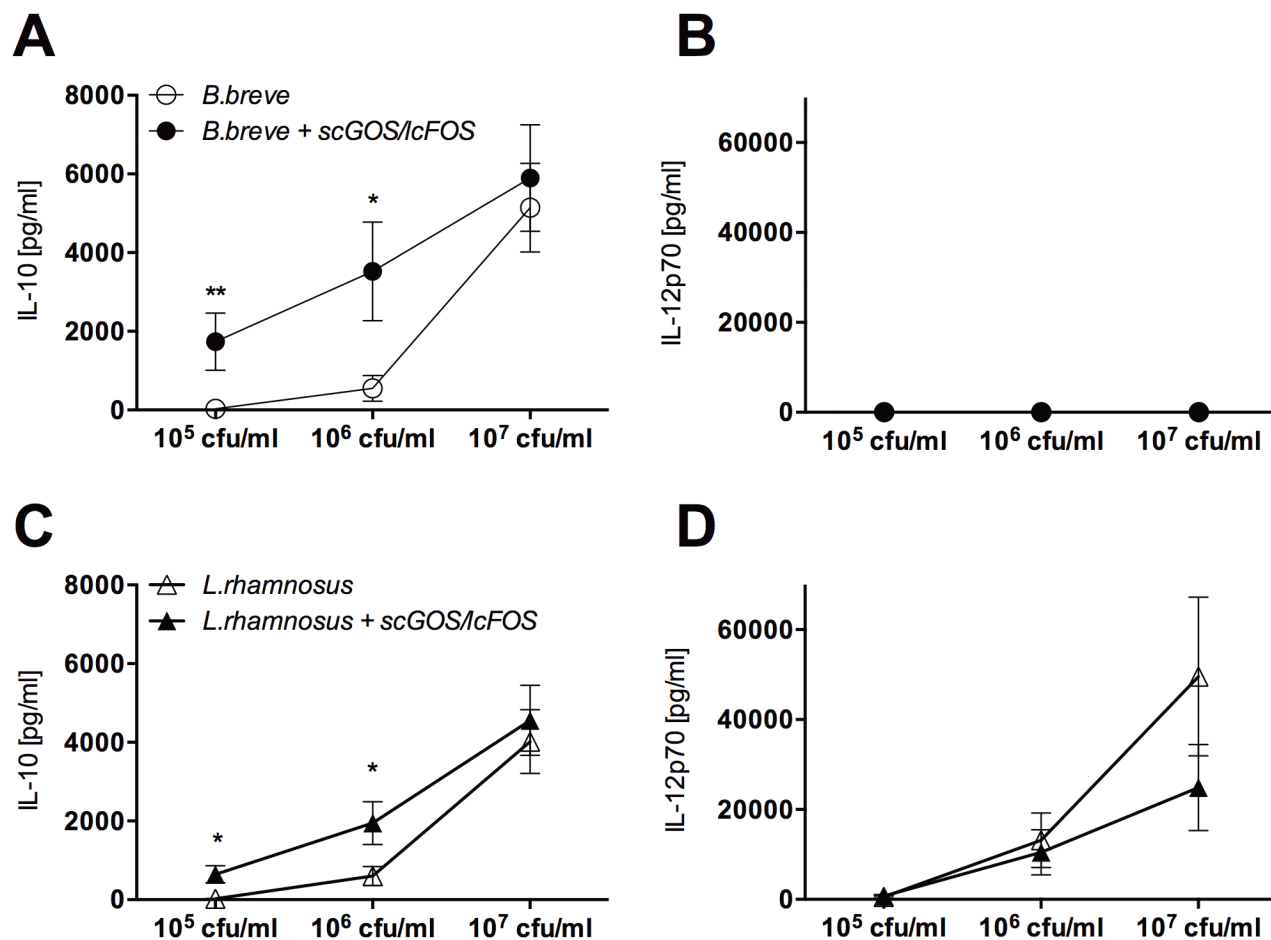 A
8000
6000
4000
2000
0
IL-10 [pg/ml]
B.breve
B.breve + scGOS/lcFOS
**
*
10⁵ cfu/ml
10⁶ cfu/ml
10⁷ cfu/ml
B
60000
40000
20000
0
IL-12p70 [pg/ml]
10⁵ cfu/ml
10⁶ cfu/ml
10⁷ cfu/ml
C
8000
6000
4000
2000
0
IL-10 [pg/ml]
L.rhamnosus
L.rhamnosus + scGOS/lcFOS
*
*
10⁵ cfu/ml
10⁶ cfu/ml
10⁷ cfu/ml
D
60000
40000
20000
0
IL-12p70 [pg/ml]
10⁵ cfu/ml
10⁶ cfu/ml
10⁷ cfu/ml